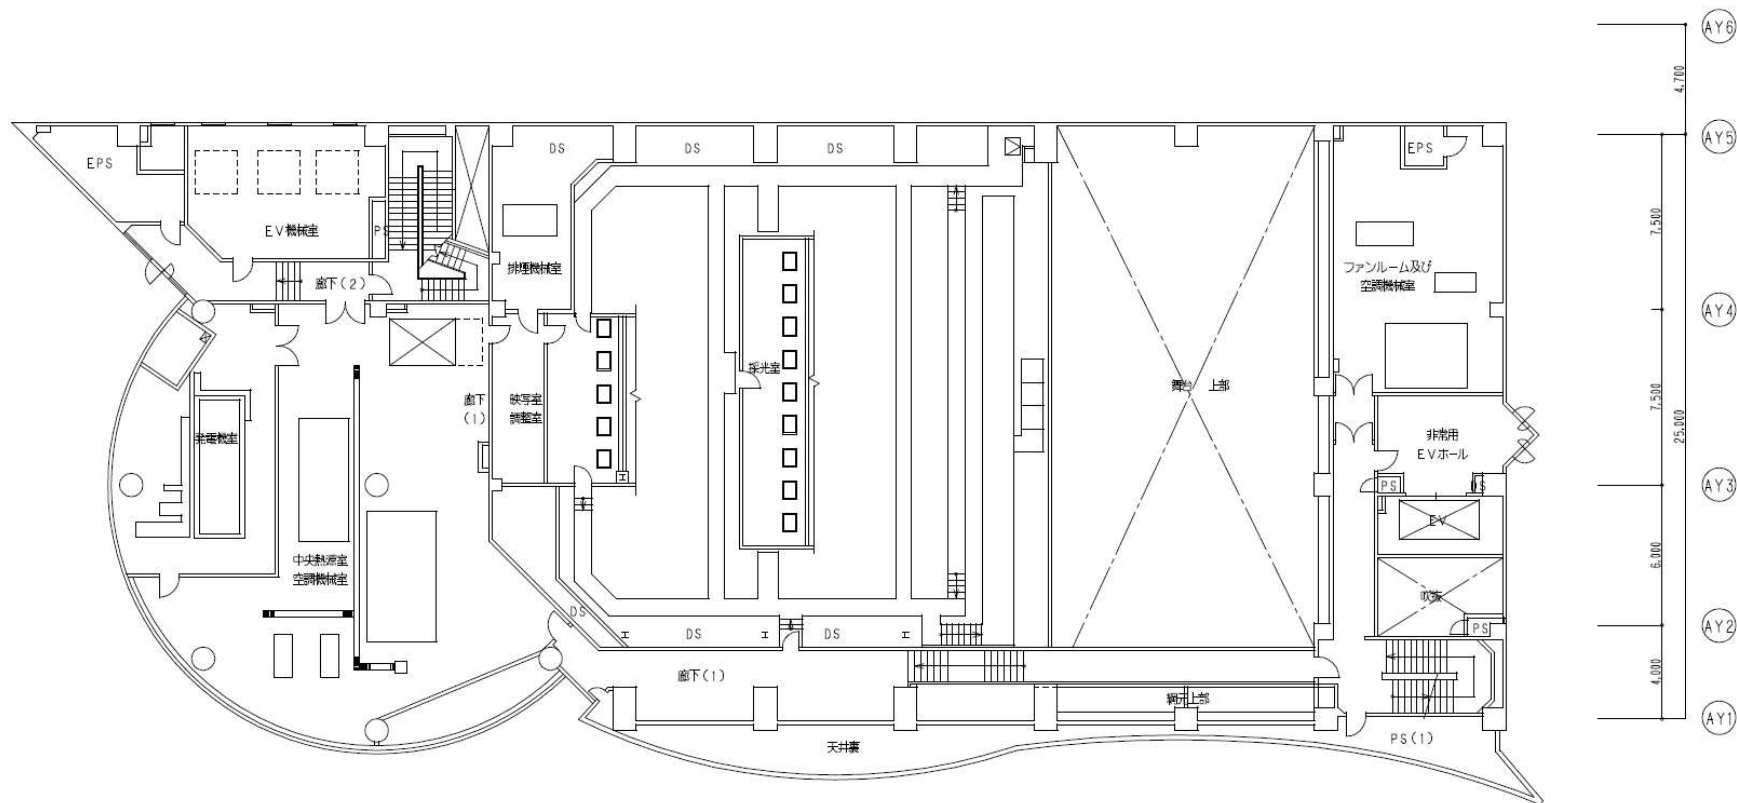 AY6
4,700
AY5
EPS
DS
DS
DS
EPS
7,500
EV機械室
PS
排煙機械室
ファンルーム及び
空調機械室
廊下(2)
AY4
採光室
舞台 上部
7,500
25,000
廊下
(1)
映写室
調整室
発電機室
非常用
EVホール
PS
DS
AY3
EV
中央熱源室
空調機械室
6,000
吹抜
DS
DS
DS
PS
AY2
廊下(1)
4,000
綱元上部
AY1
天井裏
PS(1)